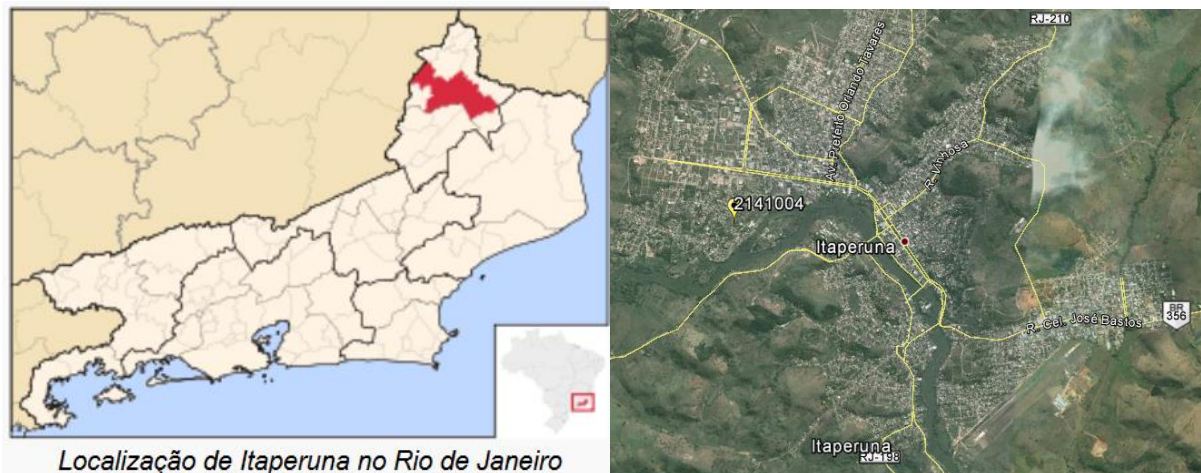 Localização de Itaperuna no Rio de Janeiro
RJ-210
Av. Prefeito Orlando Tavares
R. Vinhosa
2141004
Itaperuna
R. Cel. José Bastos
BR
356
Itaperuna
RJ-198